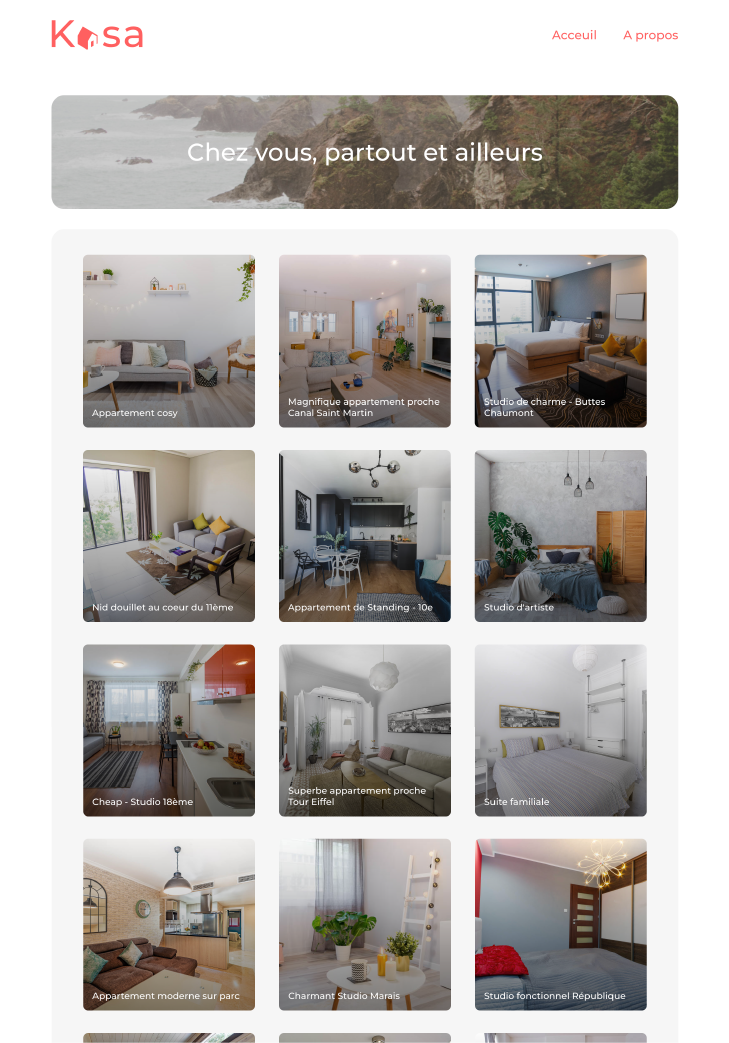 Kasa
Acceuil
A propos
Chez vous, partout et ailleurs
Appartement cosy
Magnifique appartement proche
Canal Saint Martin
Studio de charme - Buttes
Chaumont
Nid douillet au coeur du 11ème
Appartement de Standing - 10e
Studio d'artiste
Cheap - Studio 18ème
Superbe appartement proche
Tour Eiffel
Suite familiale
Appartement moderne sur parc
Charmant Studio Marais
Studio fonctionnel République